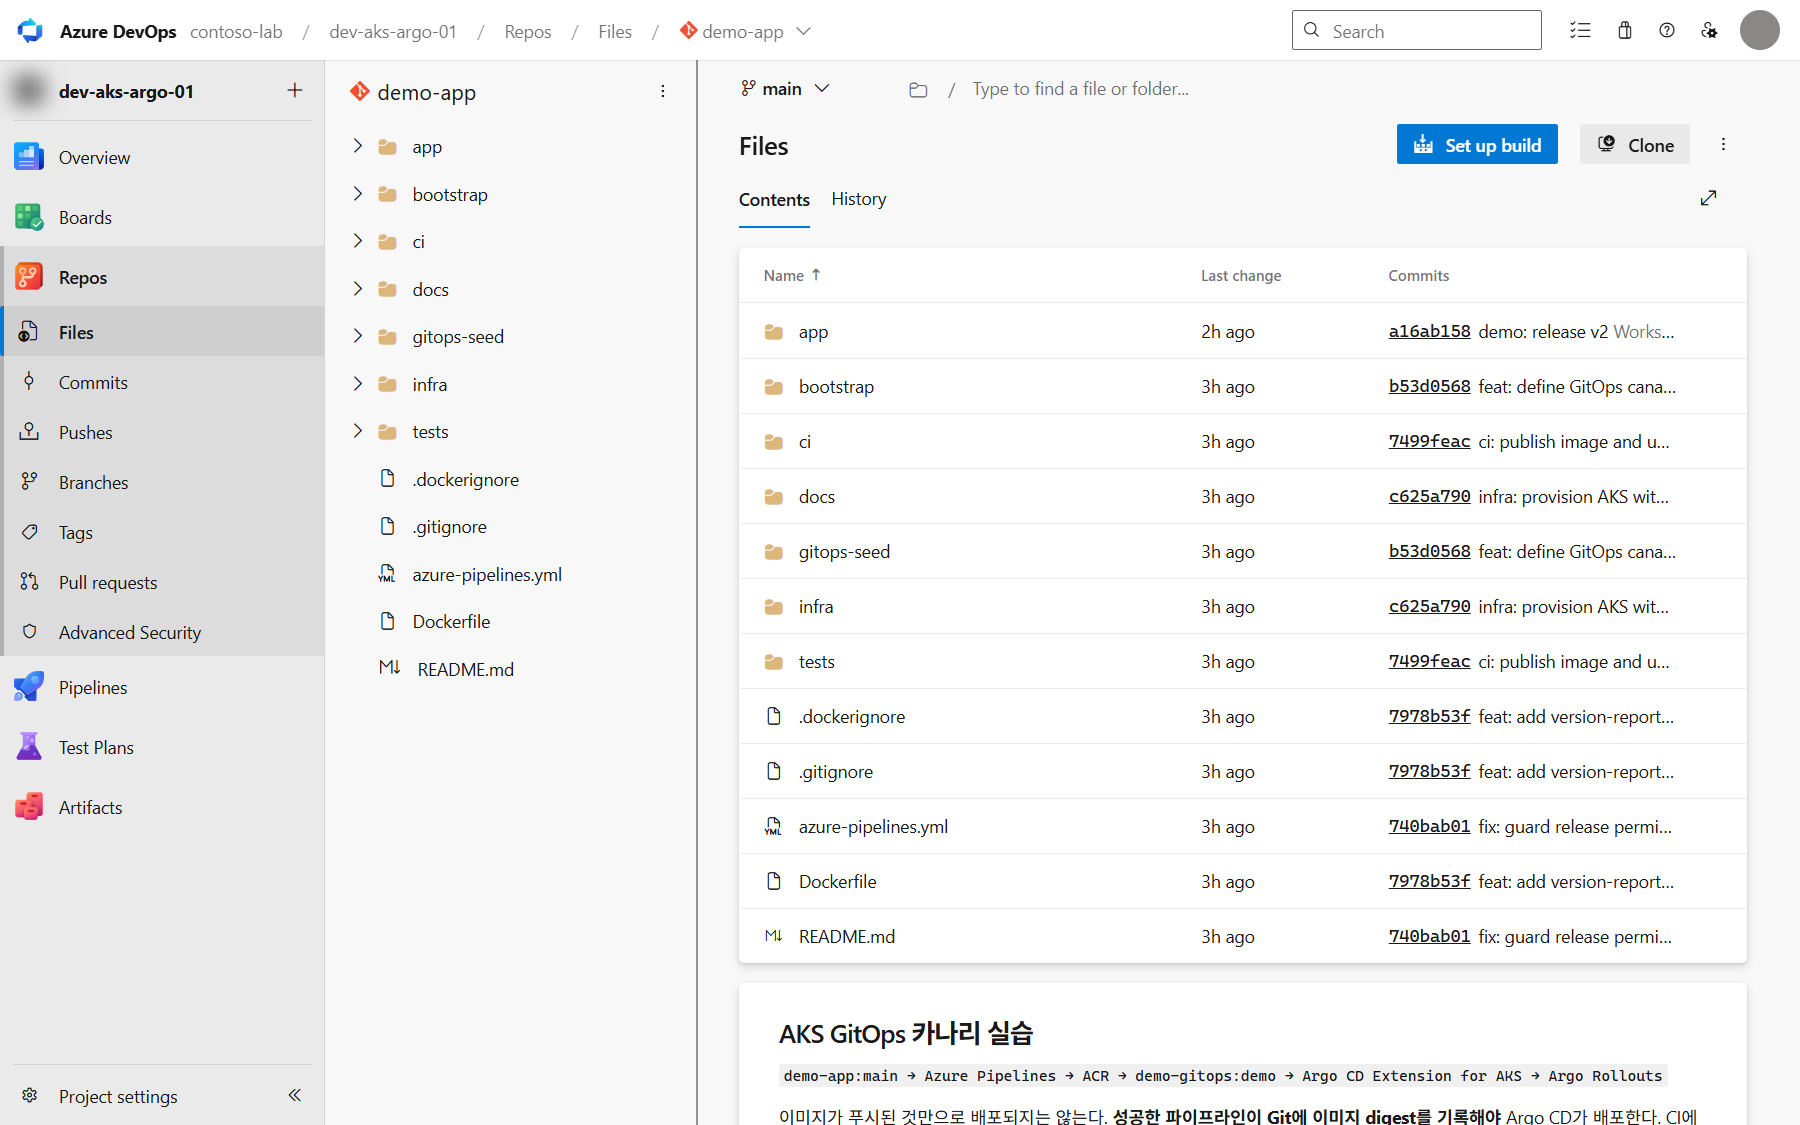 Azure DevOps contoso-lab / dev-aks-argo-01 / Repos / Files / demo-app
Search
dev-aks-argo-01
Overview
Boards
Repos
Files
Commits
Pushes
Branches
Tags
Pull requests
Advanced Security
Pipelines
Test Plans
Artifacts
Project settings
demo-app
app
bootstrap
ci
docs
gitops-seed
infra
tests
.dockerignore
.gitignore
YML azure-pipelines.yml
Dockerfile
M↓ README.md
main / Type to find a file or folder...
Files
Set up build
Clone
Contents History
Name ↑ Last change Commits
app 2h ago a16ab158 demo: release v2 Works...
bootstrap 3h ago b53d0568 feat: define GitOps cana...
ci 3h ago 7499feac ci: publish image and u...
docs 3h ago c625a790 infra: provision AKS wit...
gitops-seed 3h ago b53d0568 feat: define GitOps cana...
infra 3h ago c625a790 infra: provision AKS wit...
tests 3h ago 7499feac ci: publish image and u...
.dockerignore 3h ago 7978b53f feat: add version-report...
.gitignore 3h ago 7978b53f feat: add version-report...
YML azure-pipelines.yml 3h ago 740bab01 fix: guard release permi...
Dockerfile 3h ago 7978b53f feat: add version-report...
M↓ README.md 3h ago 740bab01 fix: guard release permi...
AKS GitOps 카나리 실습
demo-app:main → Azure Pipelines → ACR → demo-gitops:demo → Argo CD Extension for AKS → Argo Rollouts
이미지가 푸시된 것만으로 배포되지는 않는다. 성공한 파이프라인이 Git에 이미지 digest를 기록해야 Argo CD가 배포한다. CI에